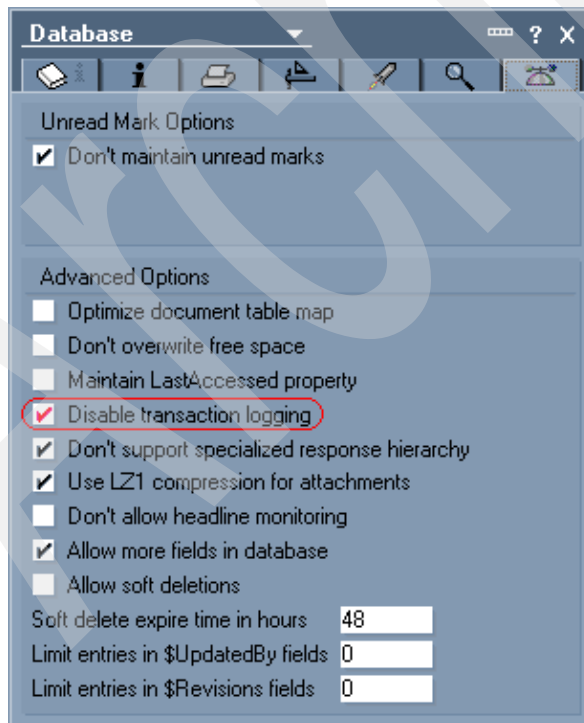 Database ? X
i i
Unread Mark Options
Don't maintain unread marks
Advanced Options
Optimize document table map
Don't overwrite free space
Maintain LastAccessed property
Disable transaction logging
Don't support specialized response hierarchy
Use LZ1 compression for attachments
Don't allow headline monitoring
Allow more fields in database
Allow soft deletions
Soft delete expire time in hours 48
Limit entries in $UpdatedBy fields 0
Limit entries in $Revisions fields 0